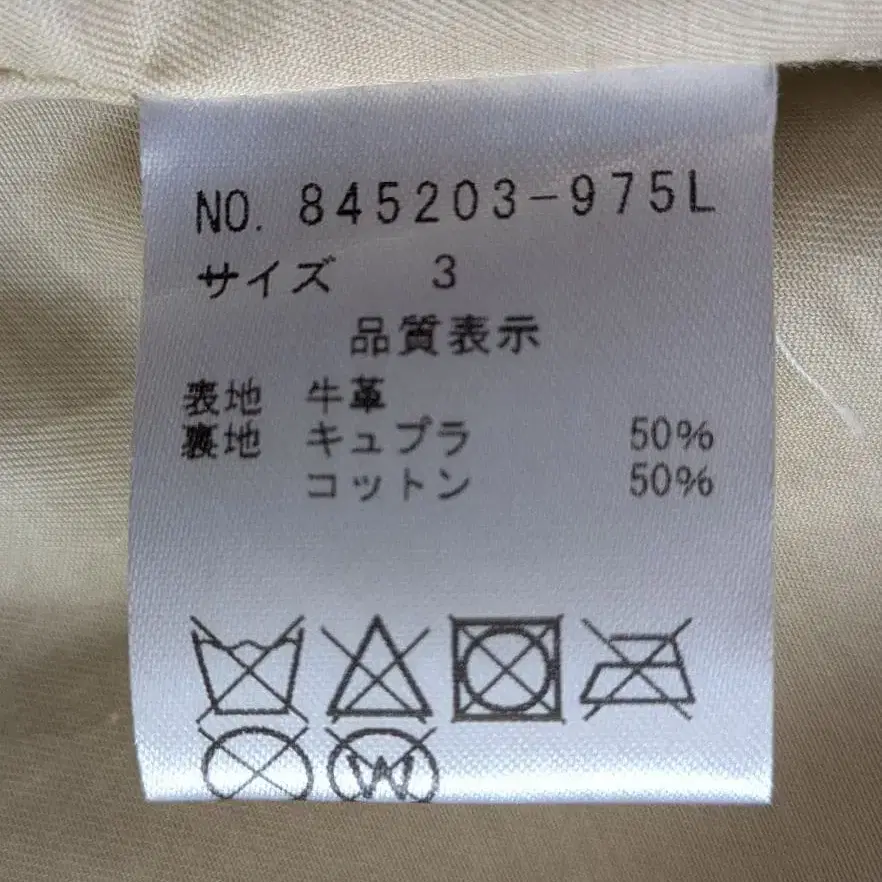 NO. 845203-975L
サイズ 3
品質表示
表地 牛革
裏地 キュプラ 50%
コットン 50%
W